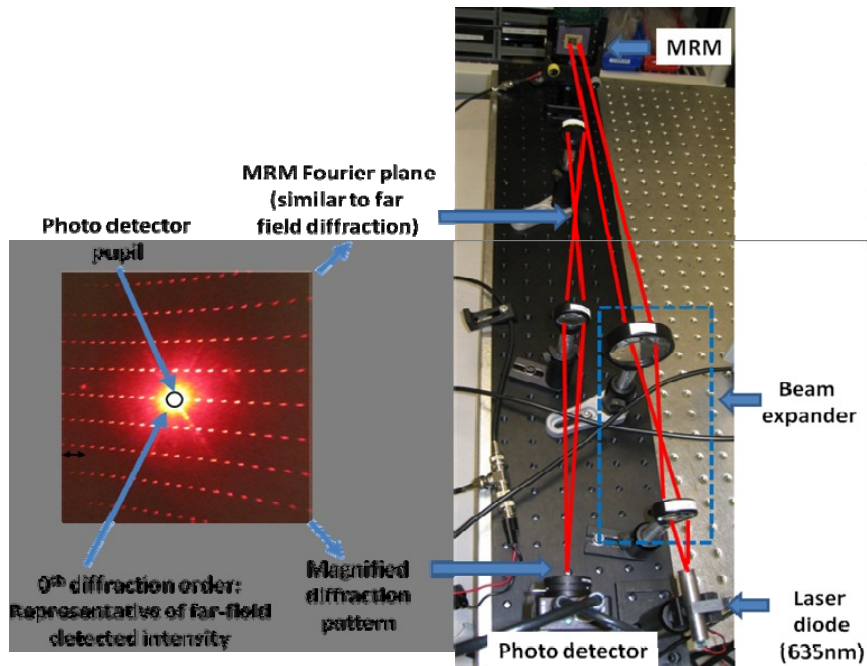 MRM
MRM Fourier plane
(similar to far
field diffraction)
Photo detector
pupil
Beam
expander
0th diffraction order:
Representative of far-field
detected intensity
Magnified
diffraction
pattern
Photo detector
Laser
diode
(635nm)